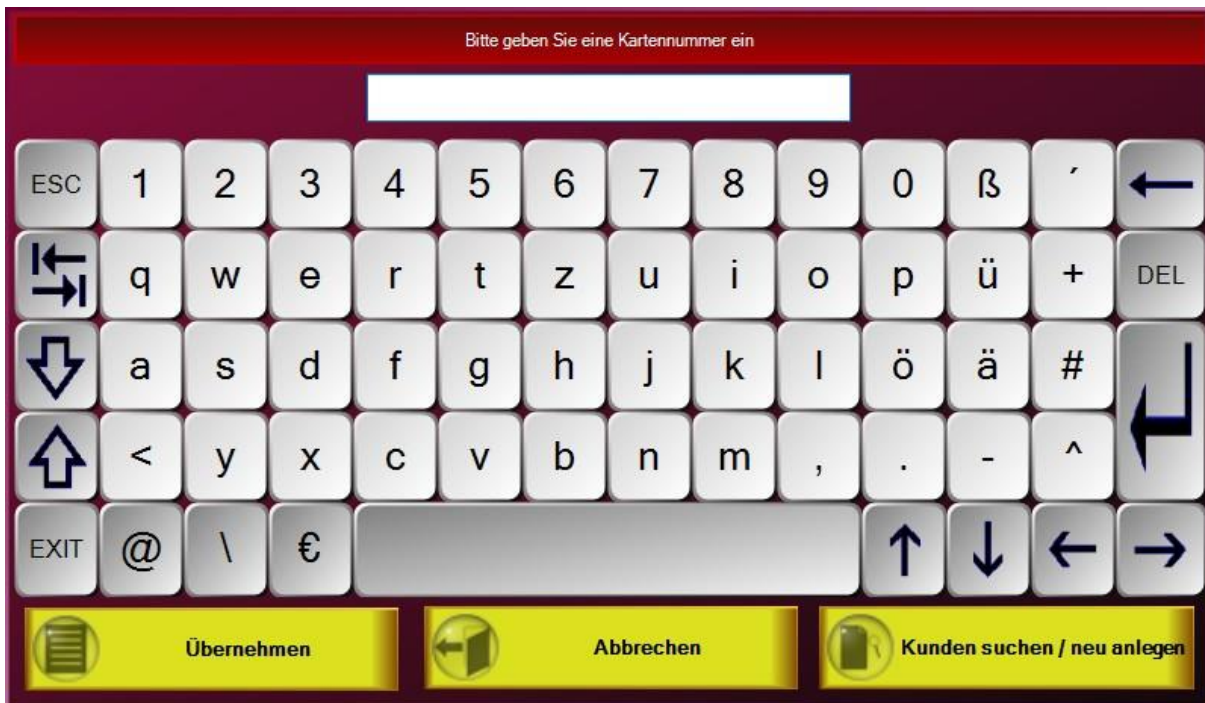 Bitte geben Sie eine Kartennummer ein
ESC 1 2 3 4 5 6 7 8 9 0 ß ´
q w e r t z u i o p ü + DEL
a s d f g h j k l ö ä #
< y x c v b n m , . - ^
EXIT @ \ €
Übernehmen Abbrechen Kunden suchen / neu anlegen